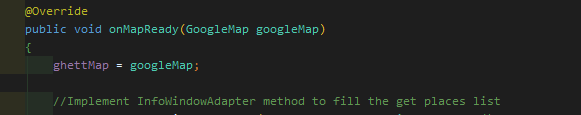 @Override
public void onMapReady(GoogleMap googleMap)
{
ghettMap = googleMap;
//Implement InfoWindowAdapter method to fill the get places list